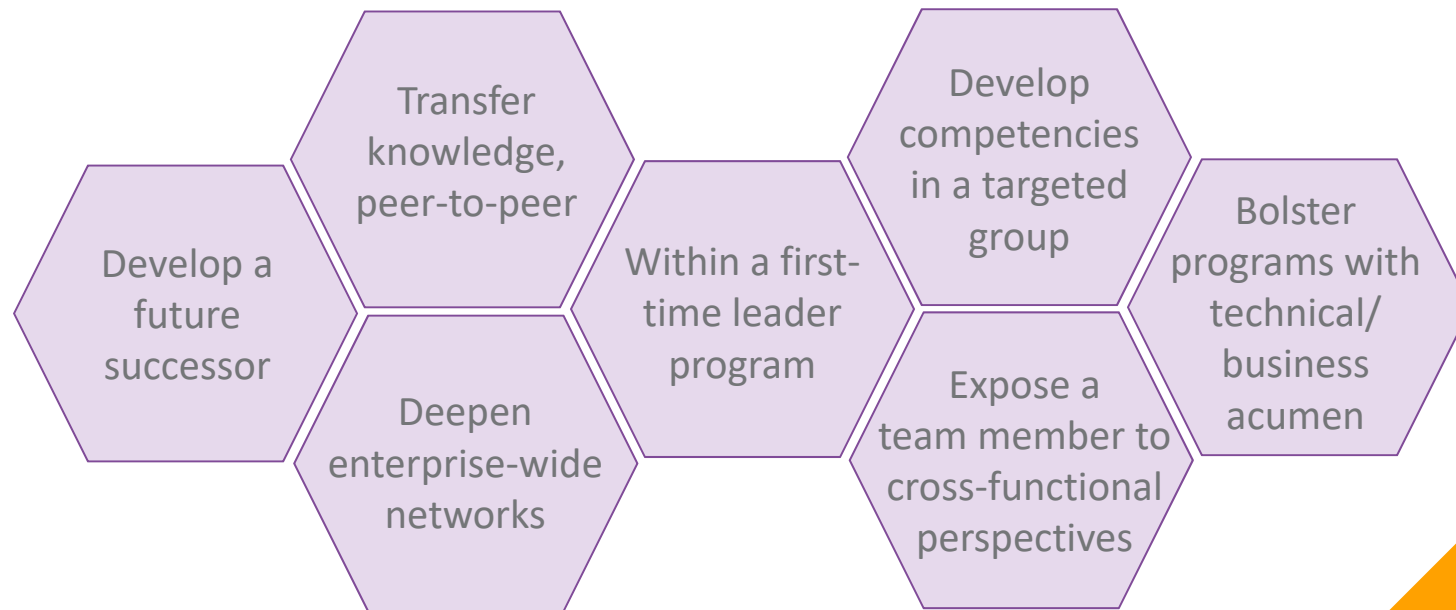 Develop a
future
successor
Transfer
knowledge,
peer-to-peer
Deepen
enterprise-wide
networks
Within a first-
time leader
program
Develop
competencies
in a targeted
group
Expose a
team member to
cross-functional
perspectives
Bolster
programs with
technical/
business
acumen